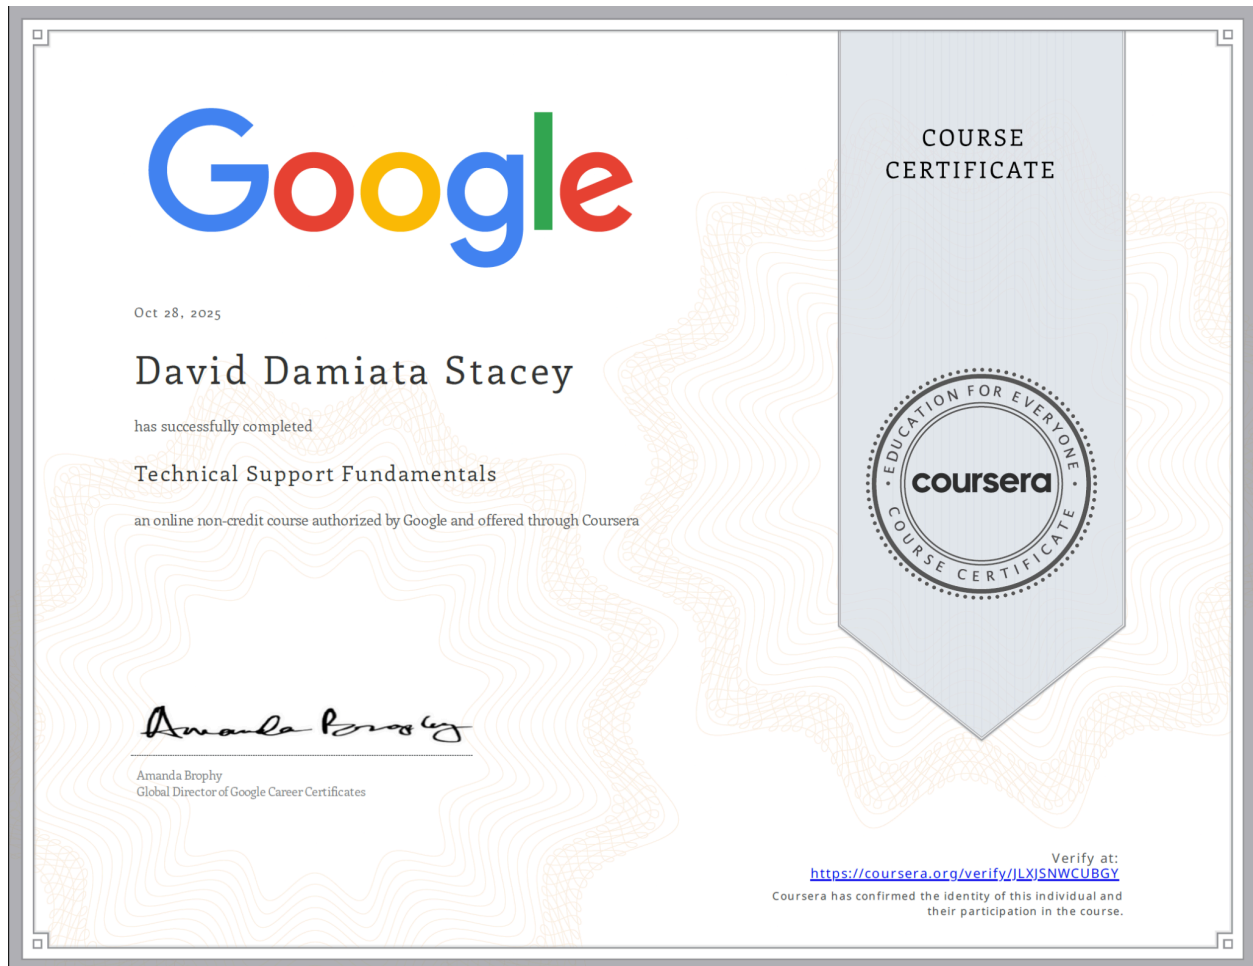 Google
Oct 28, 2025
David Damiata Stacey
has successfully completed
Technical Support Fundamentals
an online non-credit course authorized by Google and offered through Coursera
Amanda Brophy
Amanda Brophy
Global Director of Google Career Certificates
COURSE
CERTIFICATE
EDUCATION FOR EVERYONE
coursera
COURSE CERTIFICATE
Verify at:
https://coursera.org/verify/JLXJSNWCUBGY
Coursera has confirmed the identity of this individual and
their participation in the course.